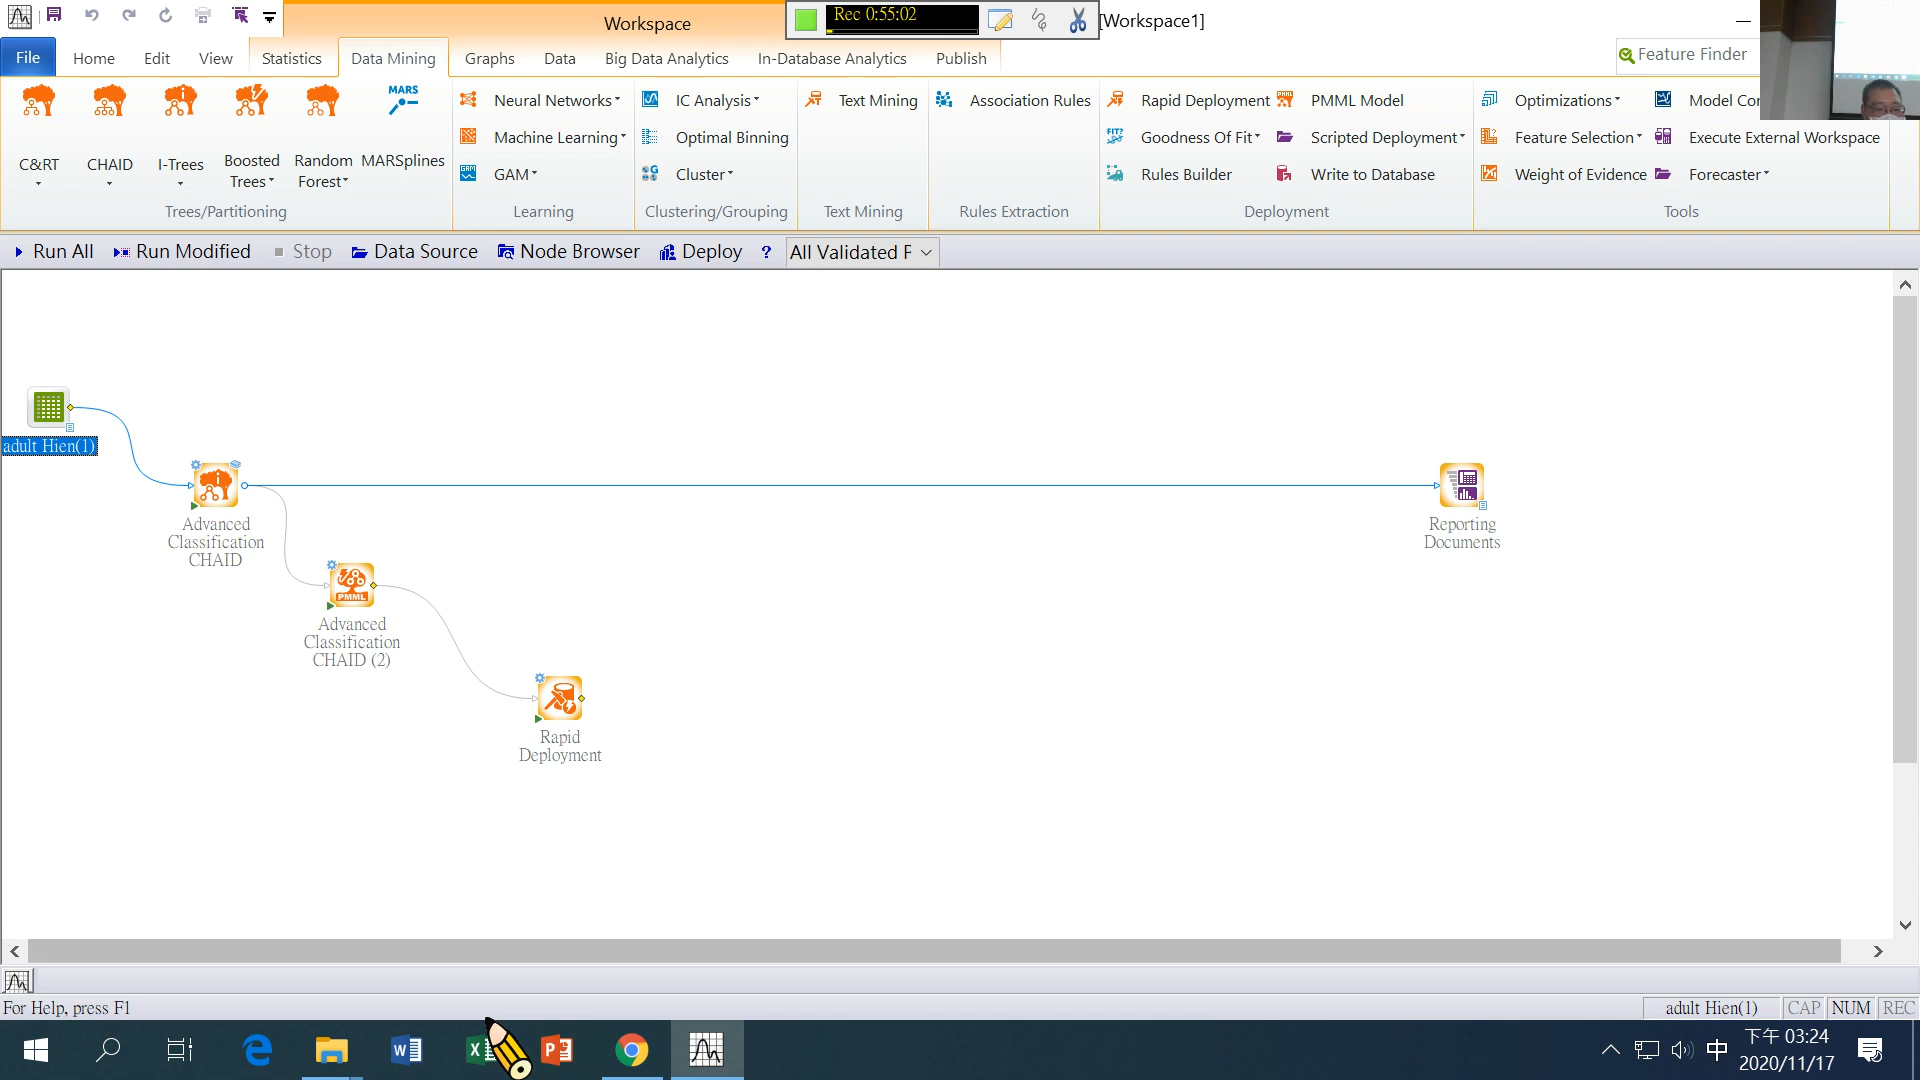 Workspace
Rec 0:55:02
[Workspace1]
File
Home
Edit
View
Statistics
Data Mining
Graphs
Data
Big Data Analytics
In-Database Analytics
Publish
Feature Finder
C&RT
CHAID
I-Trees
Boosted
Trees
Random
Forest
MARS
MARSplines
Trees/Partitioning
Neural Networks
Machine Learning
GAM
Learning
IC Analysis
Optimal Binning
Cluster
Clustering/Grouping
Text Mining
Text Mining
Association Rules
Rules Extraction
Rapid Deployment
PMML Model
FIT?
Goodness Of Fit
Scripted Deployment
Rules Builder
Write to Database
Deployment
Optimizations
Model Cor
Feature Selection
Execute External Workspace
Weight of Evidence
Forecaster
Tools
Run All
Run Modified
Stop
Data Source
Node Browser
Deploy
?
All Validated F
adult Hien(1)
Advanced
Classification
CHAID
PMML
Advanced
Classification
CHAID (2)
Rapid
Deployment
Reporting
Documents
For Help, press F1
adult Hien(1)
CAP
NUM
REC
中
下午 03:24
2020/11/17